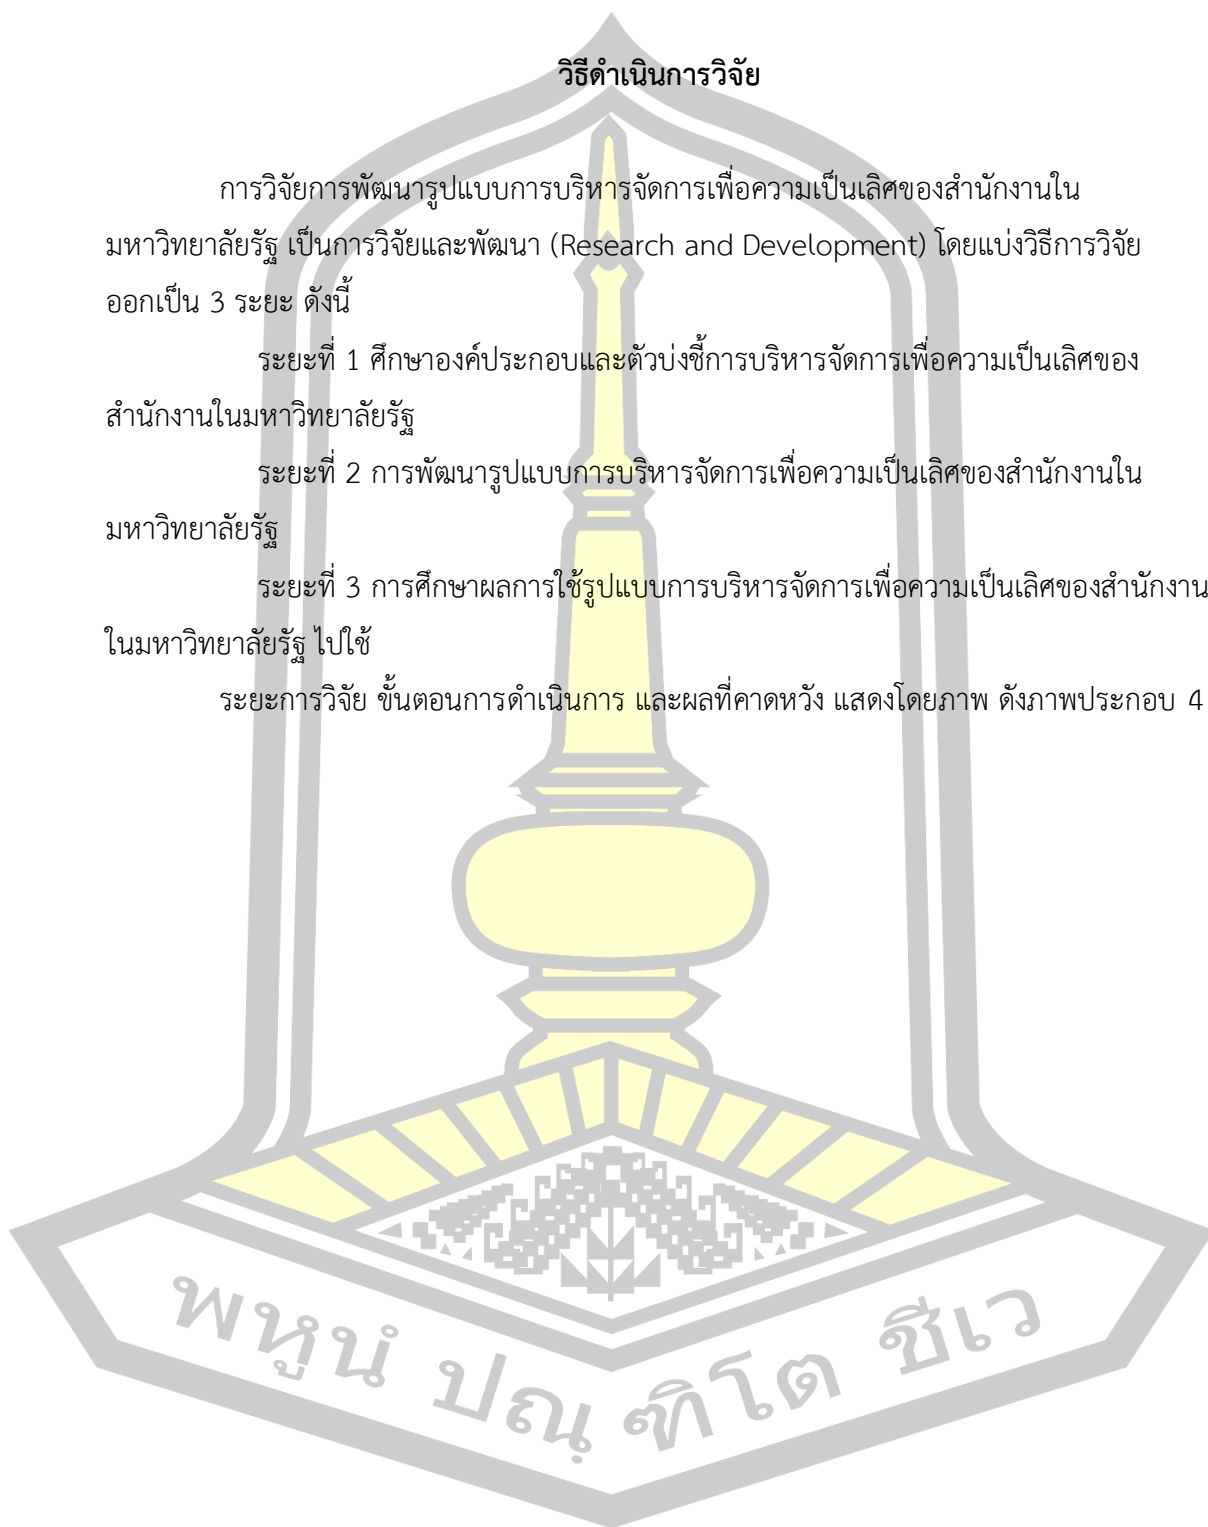 วิธีดำเนินการวิจัย
การวิจัยการพัฒนารูปแบบการบริหารจัดการเพื่อความเป็นเลิศของสำนักงานใน
มหาวิทยาลัยรัฐ เป็นการวิจัยและพัฒนา (Research and Development) โดยแบ่งวิธีการวิจัย
ออกเป็น 3 ระยะ ดังนี้
ระยะที่ 1 ศึกษาองค์ประกอบและตัวบ่งชี้การบริหารจัดการเพื่อความเป็นเลิศของ
สำนักงานในมหาวิทยาลัยรัฐ
ระยะที่ 2 การพัฒนารูปแบบการบริหารจัดการเพื่อความเป็นเลิศของสำนักงานใน
มหาวิทยาลัยรัฐ
ระยะที่ 3 การศึกษาผลการใช้รูปแบบการบริหารจัดการเพื่อความเป็นเลิศของสำนักงาน
ในมหาวิทยาลัยรัฐ ไปใช้
ระยะการวิจัย ขั้นตอนการดำเนินการ และผลที่คาดหวัง แสดงโดยภาพ ดังภาพประกอบ 4
พหูนํ ปณฺฑิโต ชีเว